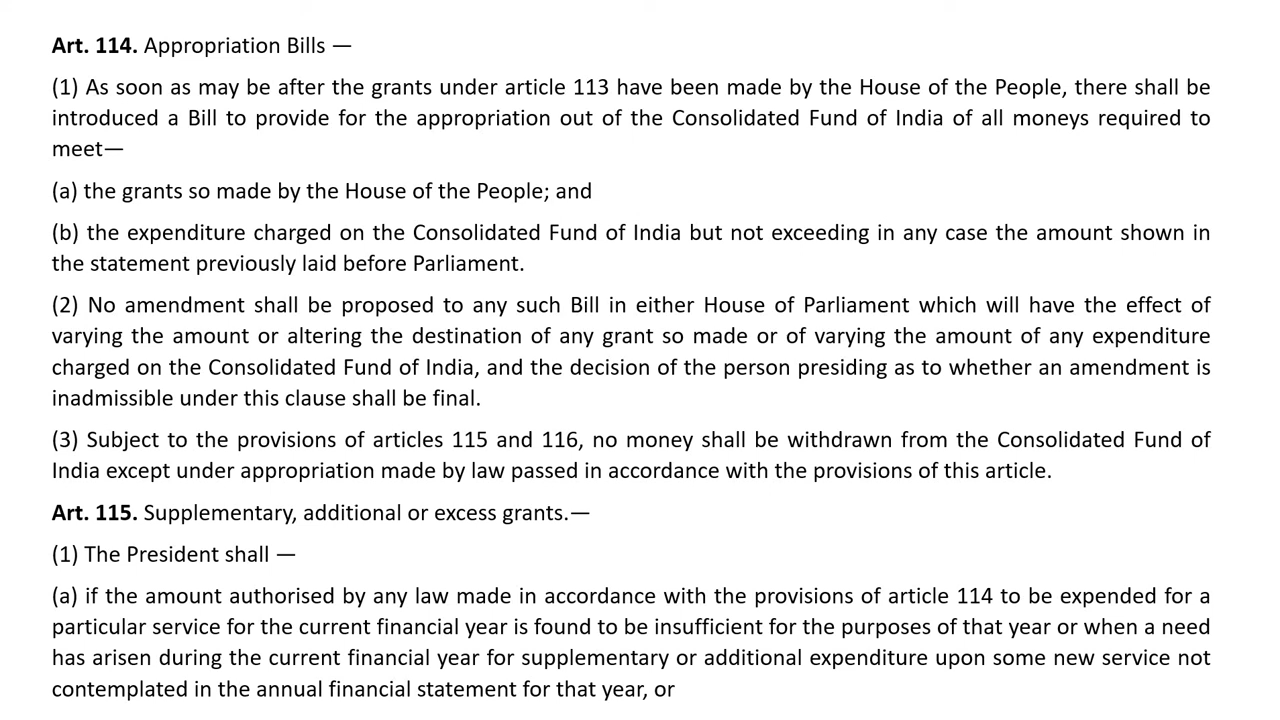 Art. 114. Appropriation Bills —
(1) As soon as may be after the grants under article 113 have been made by the House of the People, there shall be
introduced a Bill to provide for the appropriation out of the Consolidated Fund of India of all moneys required to
meet—
(a) the grants so made by the House of the People; and
(b) the expenditure charged on the Consolidated Fund of India but not exceeding in any case the amount shown in
the statement previously laid before Parliament.
(2) No amendment shall be proposed to any such Bill in either House of Parliament which will have the effect of
varying the amount or altering the destination of any grant so made or of varying the amount of any expenditure
charged on the Consolidated Fund of India, and the decision of the person presiding as to whether an amendment is
inadmissible under this clause shall be final.
(3) Subject to the provisions of articles 115 and 116, no money shall be withdrawn from the Consolidated Fund of
India except under appropriation made by law passed in accordance with the provisions of this article.
Art. 115. Supplementary, additional or excess grants.—
(1) The President shall —
(a) if the amount authorised by any law made in accordance with the provisions of article 114 to be expended for a
particular service for the current financial year is found to be insufficient for the purposes of that year or when a need
has arisen during the current financial year for supplementary or additional expenditure upon some new service not
contemplated in the annual financial statement for that year, or